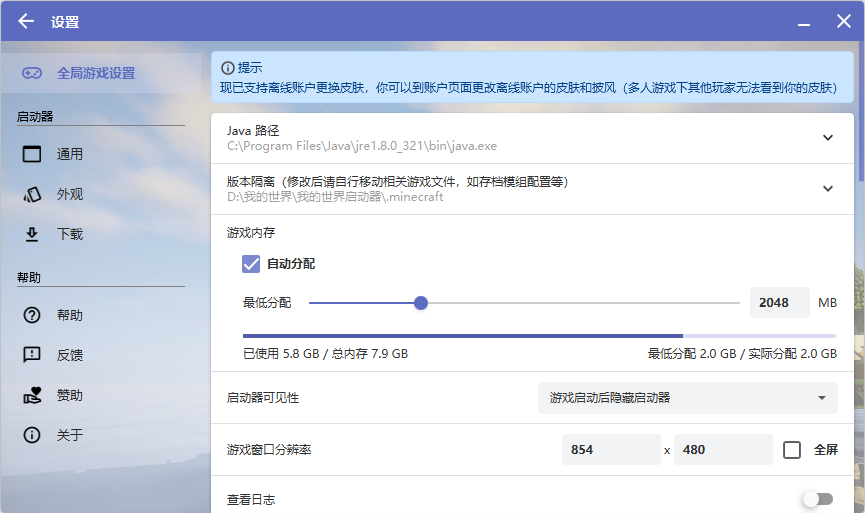 设置
全局游戏设置
启动器
通用
外观
下载
帮助
帮助
反馈
赞助
关于
提示
现已支持离线账户更换皮肤，你可以到账户页面更改离线账户的皮肤和披风（多人游戏下其他玩家无法看到你的皮肤）
Java 路径
C:\Program Files\Java\jre1.8.0_321\bin\java.exe
版本隔离（修改后请自行移动相关游戏文件，如存档模组配置等）
D:\我的世界\我的世界启动器\.minecraft
游戏内存
自动分配
最低分配 2048 MB
已使用 5.8 GB / 总内存 7.9 GB 最低分配 2.0 GB / 实际分配 2.0 GB
启动器可见性 游戏启动后隐藏启动器
游戏窗口分辨率 854 x 480 全屏
查看日志